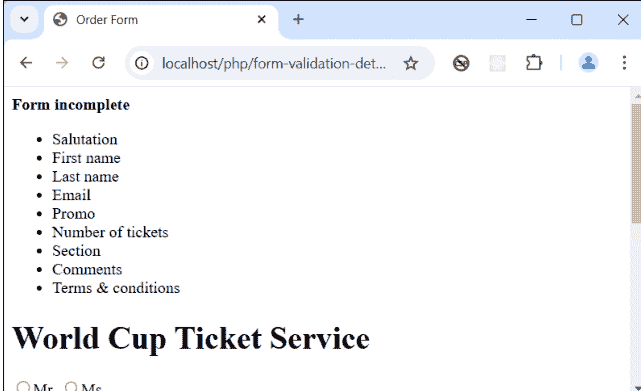 Order Form
localhost/php/form-validation-det...
Form incomplete
Salutation
First name
Last name
Email
Promo
Number of tickets
Section
Comments
Terms & conditions
World Cup Ticket Service
Mr. Ms.